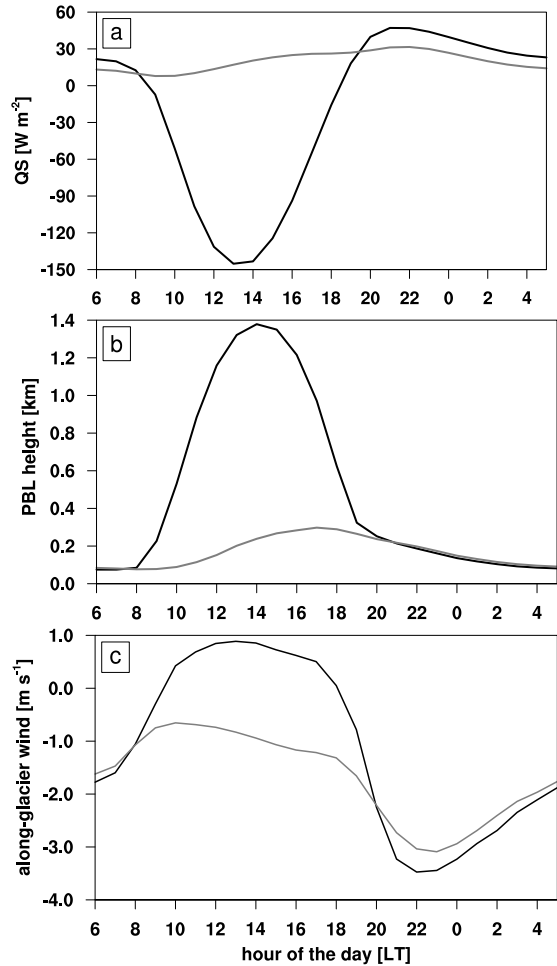 a
QS [W m-2]
60
30
0
-30
-60
-90
-120
-150
6 8 10 12 14 16 18 20 22 0 2 4
b
PBL height [km]
1.4
1.2
1.0
0.8
0.6
0.4
0.2
0.0
6 8 10 12 14 16 18 20 22 0 2 4
c
along-glacier wind [m s-1]
1.0
0.0
-1.0
-2.0
-3.0
-4.0
6 8 10 12 14 16 18 20 22 0 2 4
hour of the day [LT]